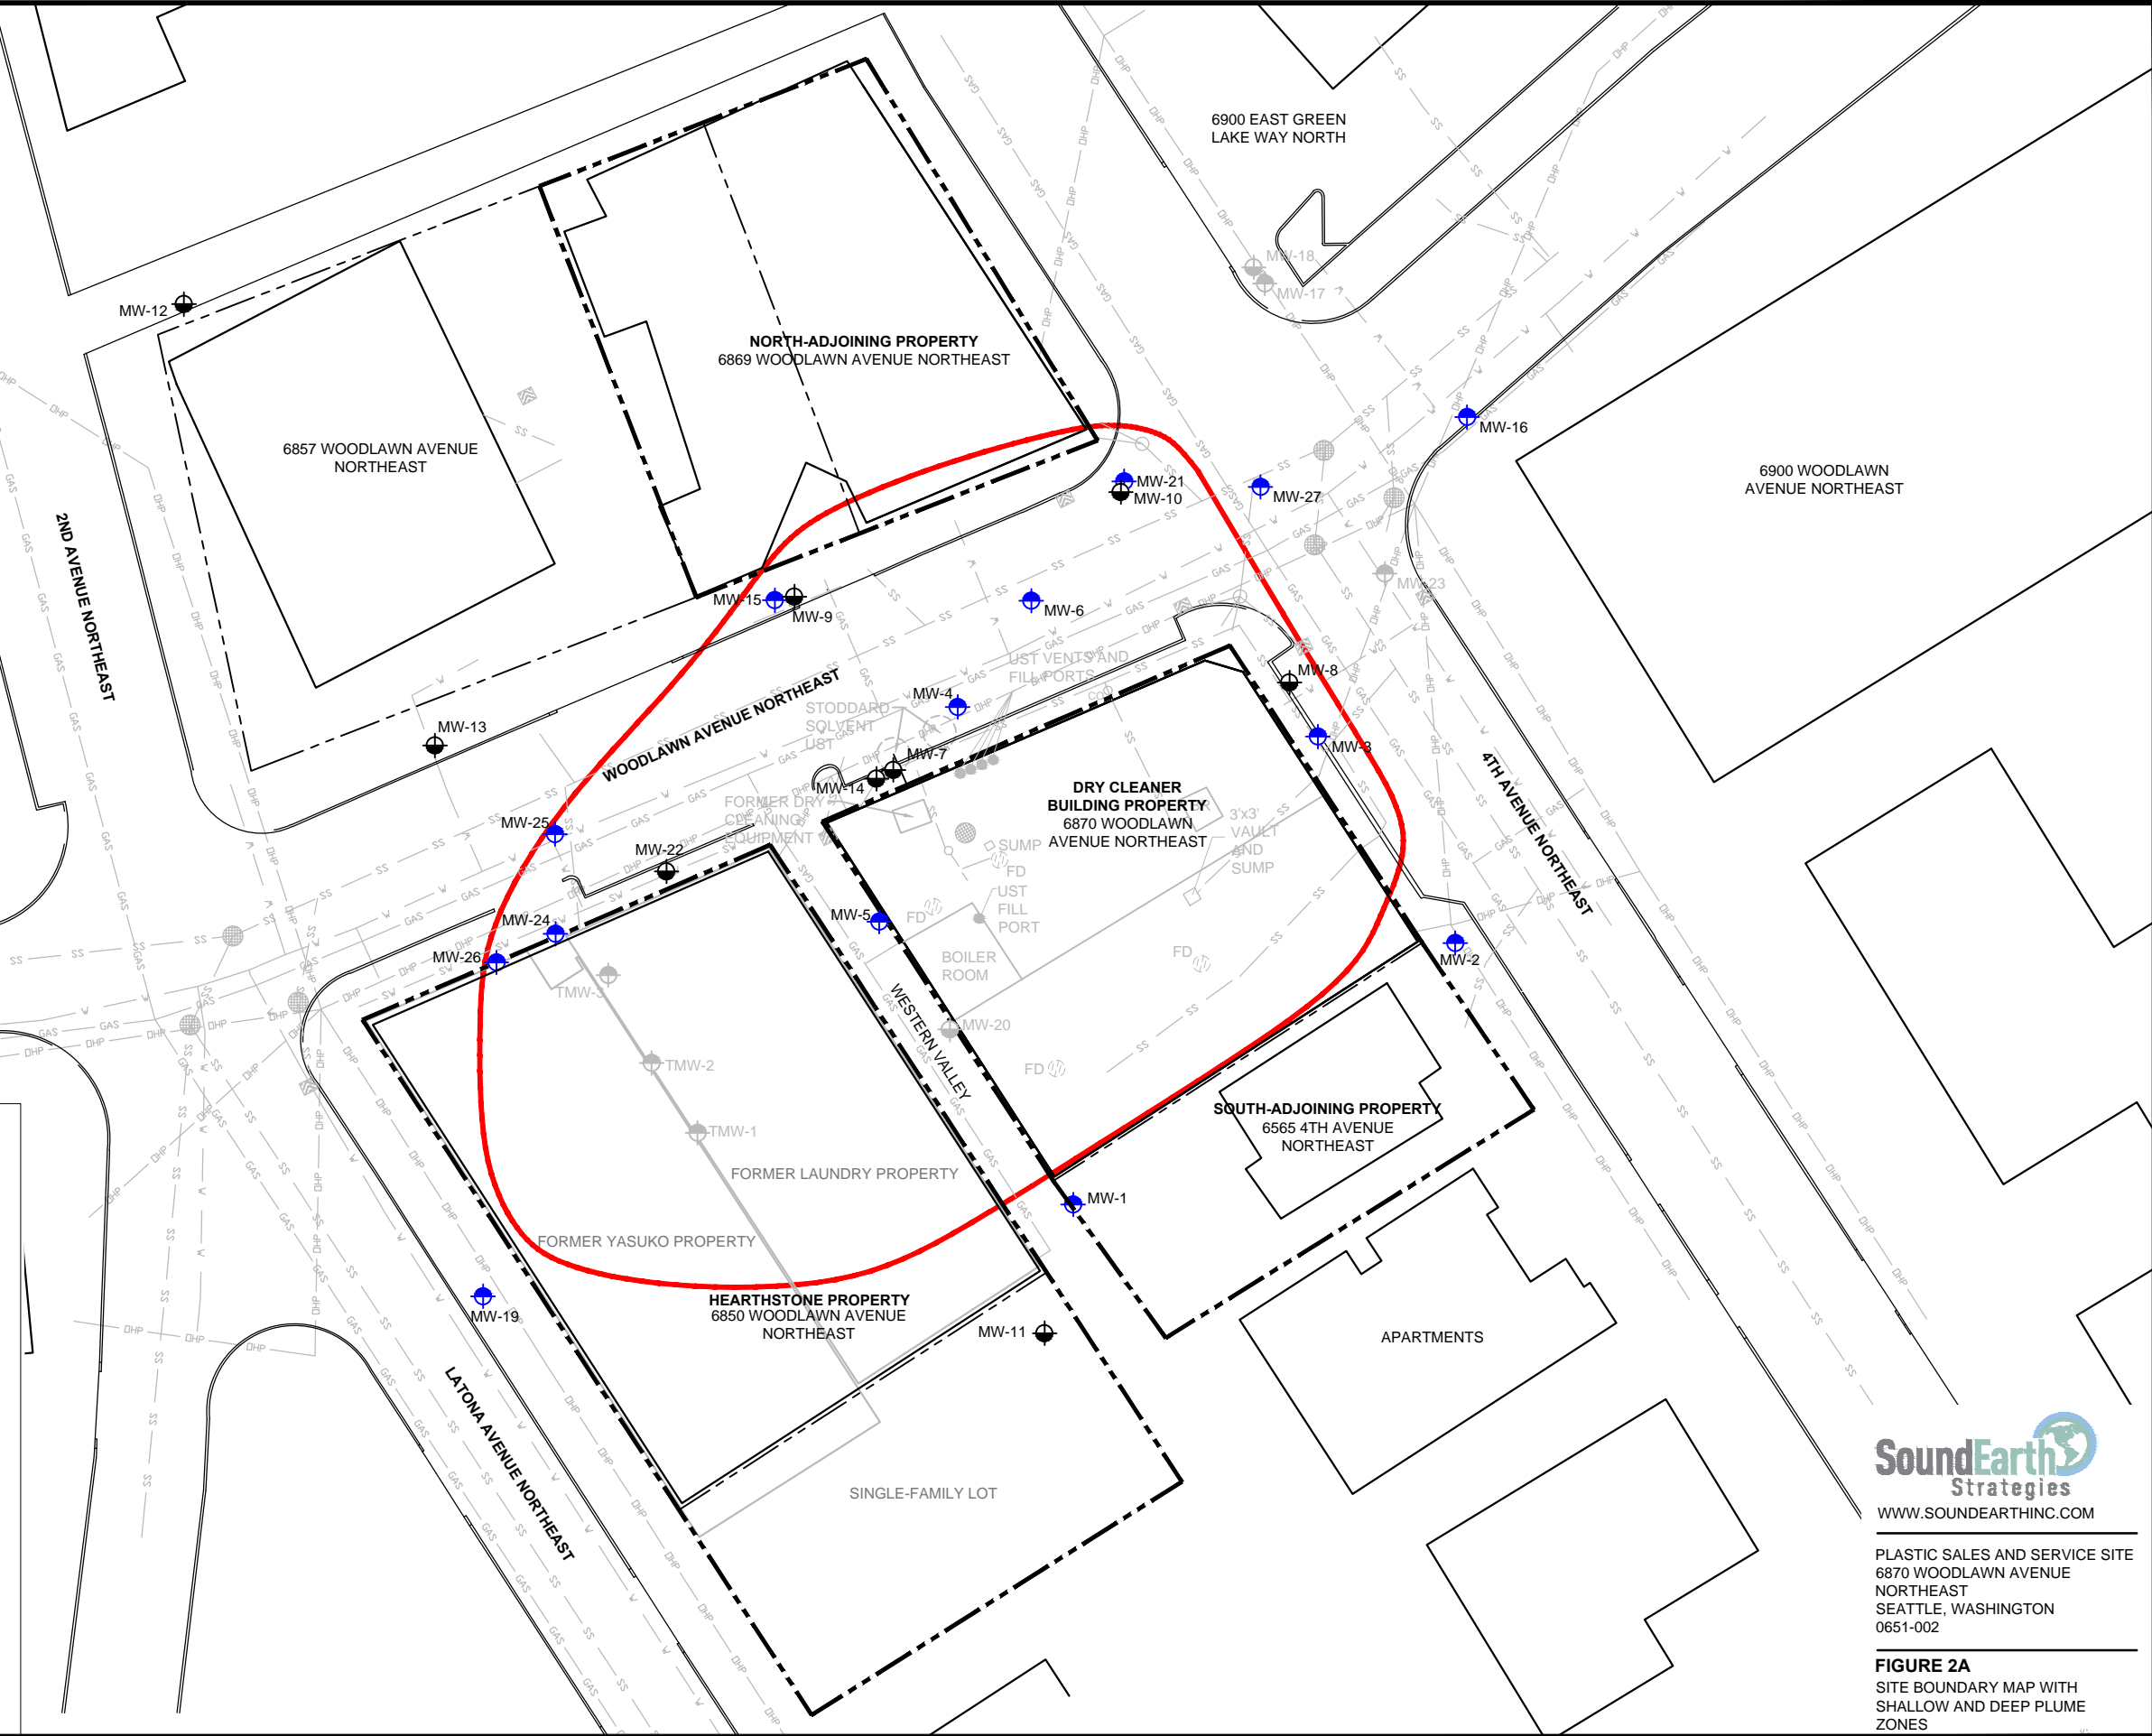 6900 EAST GREEN
LAKE WAY NORTH
MW-18
MW-17
MW-12
NORTH-ADJOINING PROPERTY
6869 WOODLAWN AVENUE NORTHEAST
6857 WOODLAWN AVENUE
NORTHEAST
MW-16
6900 WOODLAWN
AVENUE NORTHEAST
MW-21
MW-10
MW-27
2ND AVENUE NORTHEAST
MW-23
MW-15
MW-9
MW-6
UST VENTS AND
FILL PORTS
MW-8
MW-4
STODDARD
SOLVENT
UST
CO
MW-13
WOODLAWN AVENUE NORTHEAST
MW-3
MW-7
MW-14
4TH AVENUE NORTHEAST
DRY CLEANER
BUILDING PROPERTY
6870 WOODLAWN
AVENUE NORTHEAST
FORMER DRY
CLEANING
EQUIPMENT
3'x3'
VAULT
AND
SUMP
MW-25
MW-22
SUMP
FD
UST
FILL
PORT
MW-5
FD
MW-24
MW-26
BOILER
ROOM
FD
MW-2
TMW-3
WESTERN VALLEY
MW-20
TMW-2
FD
TMW-1
SOUTH-ADJOINING PROPERTY
6565 4TH AVENUE
NORTHEAST
FORMER LAUNDRY PROPERTY
MW-1
FORMER YASUKO PROPERTY
HEARTHSTONE PROPERTY
6850 WOODLAWN AVENUE
NORTHEAST
MW-19
MW-11
APARTMENTS
LATONA AVENUE NORTHEAST
SINGLE-FAMILY LOT
SoundEarth
Strategies
WWW.SOUNDEARTHINC.COM
PLASTIC SALES AND SERVICE SITE
6870 WOODLAWN AVENUE
NORTHEAST
SEATTLE, WASHINGTON
0651-002
FIGURE 2A
SITE BOUNDARY MAP WITH
SHALLOW AND DEEP PLUME
ZONES